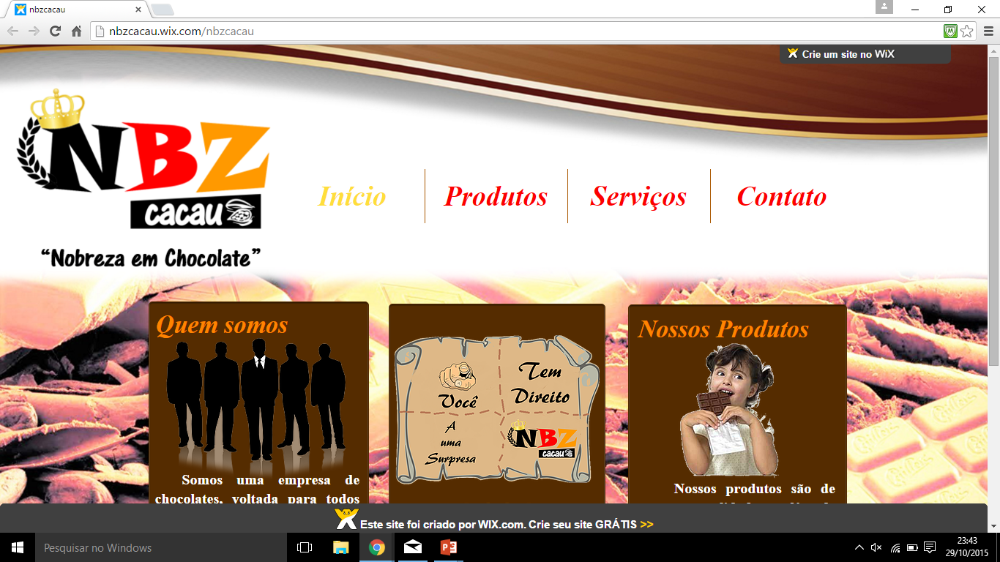 nbzcacau
nbzcacau.wix.com/nbzcacau
Crie um site no WiX
NBZ
cacau
“Nobreza em Chocolate”
Início
Produtos
Serviços
Contato
Quem somos
Somos uma empresa de
chocolates, voltada para todos
Você
Tem
Direito
A
uma
Surpresa
NBZ
cacau
Nossos Produtos
Nossos produtos são de
Este site foi criado por WIX.com. Crie seu site GRÁTIS >>
Pesquisar no Windows
23:43
29/10/2015